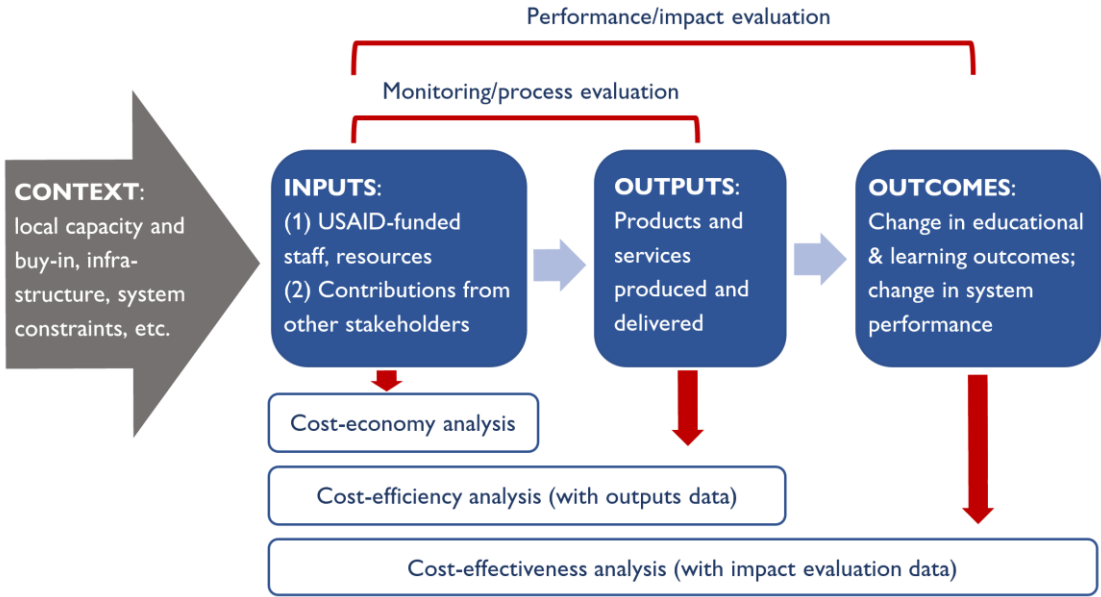 Performance/impact evaluation
Monitoring/process evaluation
CONTEXT:
local capacity and
buy-in, infra-
structure, system
constraints, etc.
INPUTS:
(1) USAID-funded
staff, resources
(2) Contributions from
other stakeholders
OUTPUTS:
Products and
services
produced and
delivered
OUTCOMES:
Change in educational
& learning outcomes;
change in system
performance
Cost-economy analysis
Cost-efficiency analysis (with outputs data)
Cost-effectiveness analysis (with impact evaluation data)